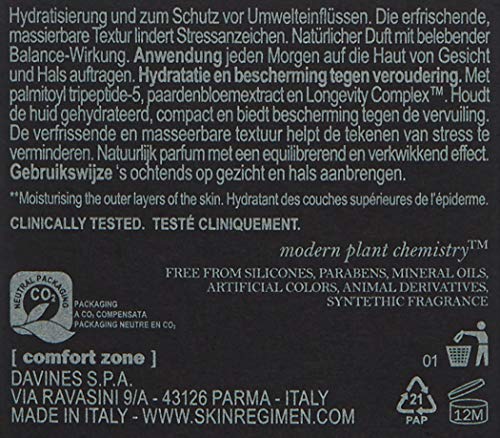 Hydratisierung und zum Schutz vor Umwelteinflüssen. Die erfrischende,
massierbare Textur lindert Stressanzeichen. Natürlicher Duft mit belebender
Balance-Wirkung. Anwendung jeden Morgen auf die Haut von Gesicht
und Hals auftragen. Hydratatie en bescherming tegen veroudering. Met
palmitoyl tripeptide-5, paardenbloemextract en Longevity Complex™. Houdt
de huid gehydrateerd, compact en biedt bescherming tegen de vervuiling.
De verfrissende en masseerbare textuur helpt de tekenen van stress te
verminderen. Natuurlijk parfum met een equilibrerend en verkwikkend effect.
Gebruikswijze 's ochtends op gezicht en hals aanbrengen.
**Moisturising the outer layers of the skin. Hydratant des couches supérieures de l'épiderme.
CLINICALLY TESTED. TESTÉ CLINIQUEMENT.
modern plant chemistry™
FREE FROM SILICONES, PARABENS, MINERAL OILS,
ARTIFICIAL COLORS, ANIMAL DERIVATIVES,
SYNTETHIC FRAGRANCE
NEUTRAL PACKAGING
CO2
PACKAGING
A CO2 COMPENSATA
PACKAGING NEUTRE EN CO2
[ comfort zone ]
DAVINES S.P.A.
VIA RAVASINI 9/A - 43126 PARMA - ITALY
MADE IN ITALY - WWW.SKINREGIMEN.COM
01
21
PAP
12M